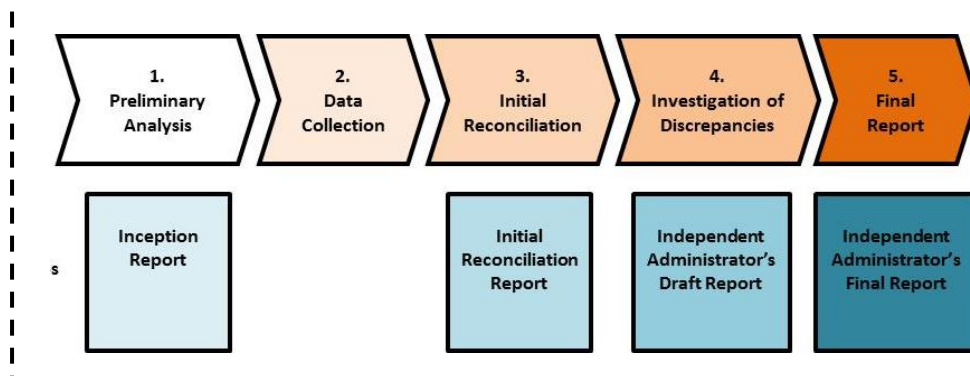 1.
Preliminary
Analysis
2.
Data
Collection
3.
Initial
Reconciliation
4.
Investigation of
Discrepancies
5.
Final
Report
s
Inception
Report
Initial
Reconciliation
Report
Independent
Administrator’s
Draft Report
Independent
Administrator’s
Final Report